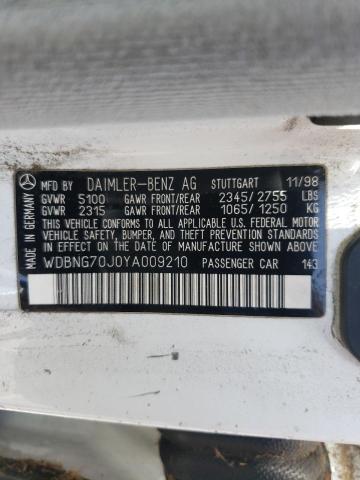 MADE IN GERMANY
MFD BY DAIMLER-BENZ AG STUTTGART 11/98
GVWR 5100 GAWR FRONT/REAR 2345/2755 LBS
GVWR 2315 GAWR FRONT/REAR 1065/1250 KG
THIS VEHICLE CONFORMS TO ALL APPLICABLE U.S. FEDERAL MOTOR
VEHICLE SAFETY, BUMPER, AND THEFT PREVENTION STANDARDS
IN EFFECT ON THE DATE OF MANUFACTURE SHOWN ABOVE.
WDBNG70J0YA009210 PASSENGER CAR 143